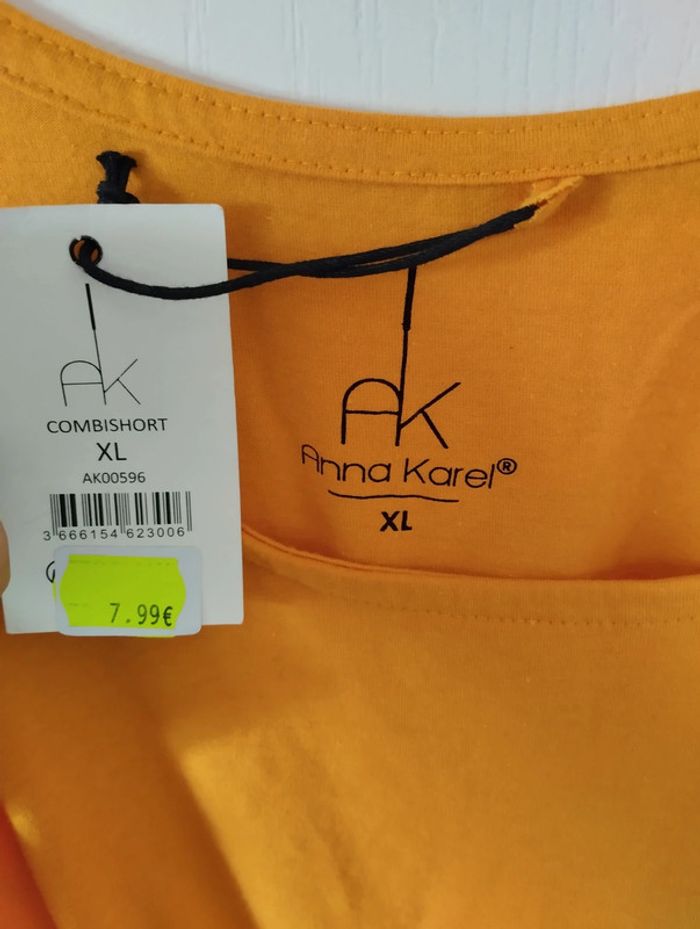 AK
COMBISHORT
XL
AK00596
3 666154 623006
7.99€
AK
Anna Karel®
XL